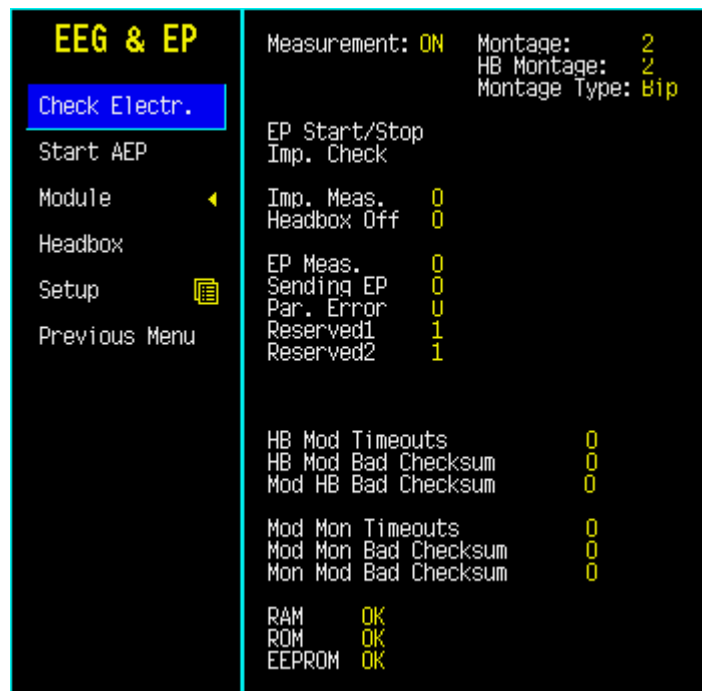 EEG & EP
Check Electr.
Start AEP
Module
Headbox
Setup
Previous Menu
Measurement: ON Montage: 2
HB Montage: 2
Montage Type: Bip
EP Start/Stop
Imp. Check
Imp. Meas. 0
Headbox Off 0
EP Meas. 0
Sending EP 0
Par. Error 0
Reserved1 1
Reserved2 1
HB Mod Timeouts 0
HB Mod Bad Checksum 0
Mod HB Bad Checksum 0
Mod Mon Timeouts 0
Mod Mon Bad Checksum 0
Mon Mod Bad Checksum 0
RAM OK
ROM OK
EEPROM OK